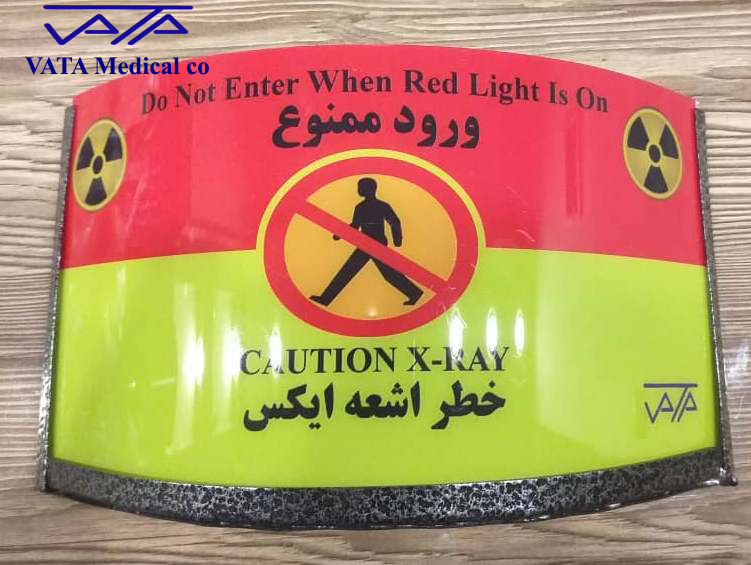 VATA
VATA Medical co
Do Not Enter When Red Light Is On
ورود ممنوع
CAUTION X-RAY
خطر اشعه ایکس
VATA